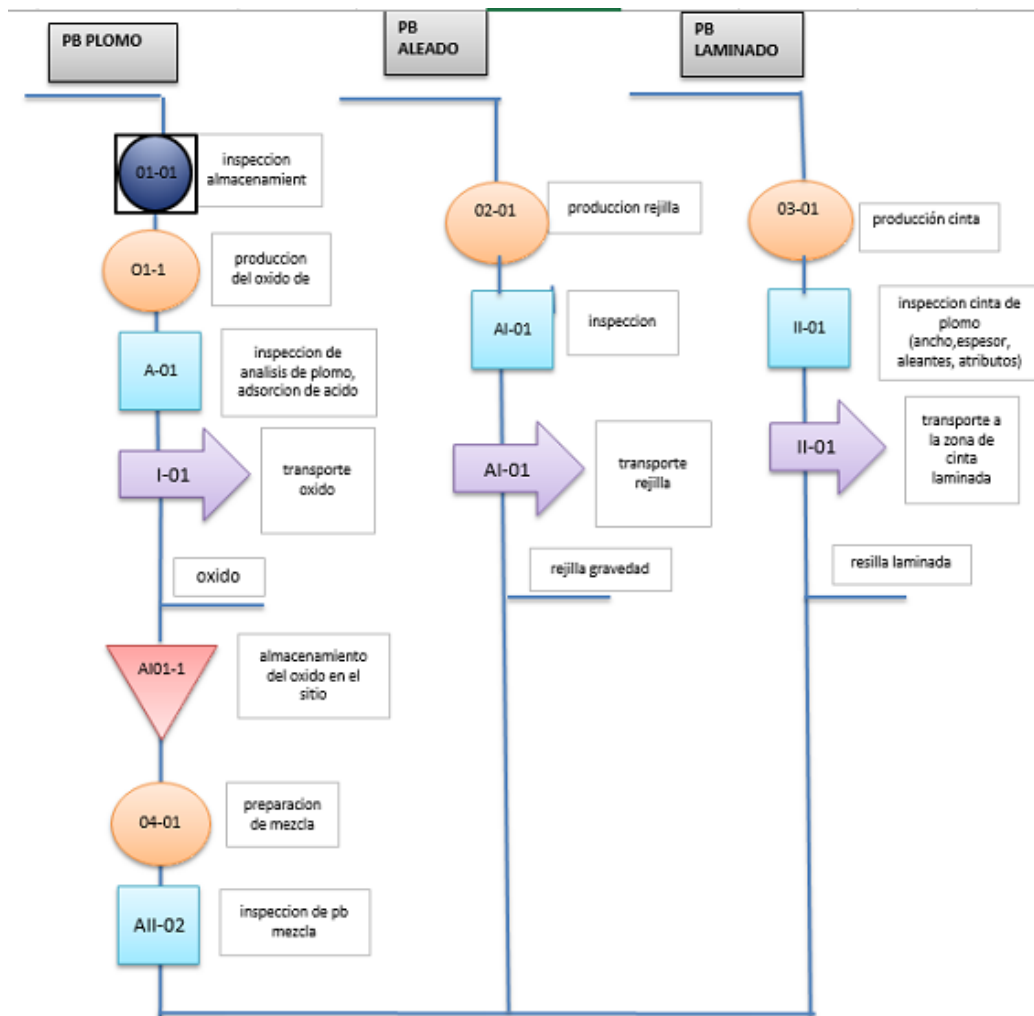 PB PLOMO
01-01
inspeccion
almacenamient
O1-1
produccion
del oxido de
A-01
inspeccion de
analisis de plomo,
adsorcion de acido
I-01
transporte
oxido
oxido
AI01-1
almacenamiento
del oxido en el
sitio
04-01
preparacion
de mezcla
AII-02
inspeccion de pb
mezcla
PB
ALEADO
02-01
produccion rejilla
AI-01
inspeccion
AI-01
transporte
rejilla
rejilla gravedad
PB
LAMINADO
03-01
producción cinta
II-01
inspeccion cinta de
plomo
(ancho,espesor,
aleantes, atributos)
II-01
transporte a
la zona de
cinta
laminada
resilla laminada